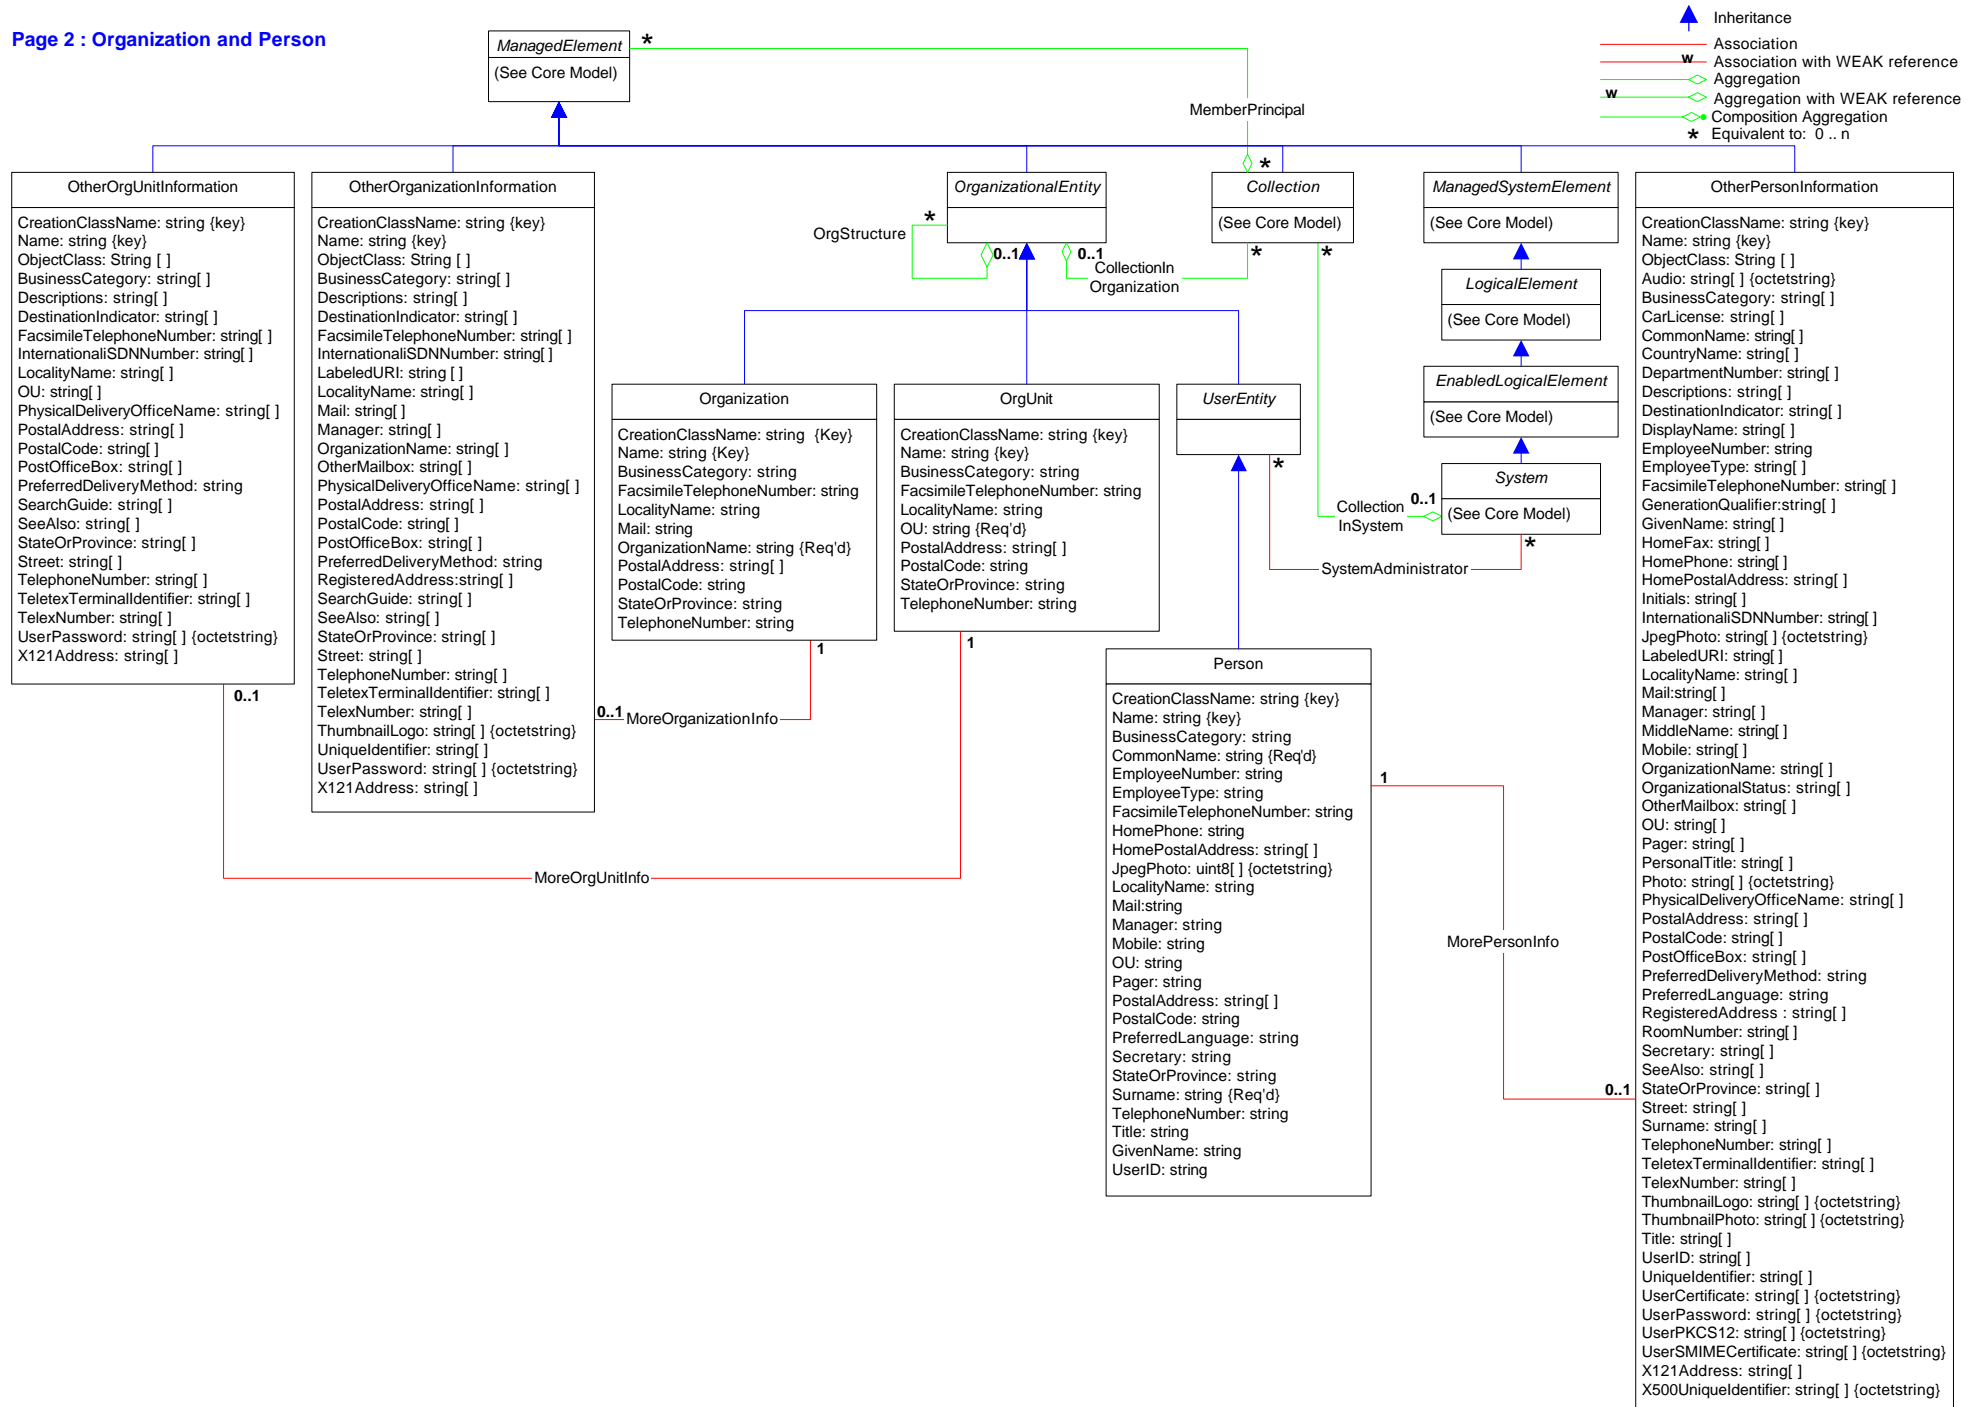 Page 2 : Organization and Person
Inheritance
Association
w
Association with WEAK reference
Aggregation
w
Aggregation with WEAK reference
Composition Aggregation
* Equivalent to: 0 .. n
ManagedElement
(See Core Model)
*
MemberPrincipal
*
OtherOrgUnitInformation
CreationClassName: string {key}
Name: string {key}
ObjectClass: String [ ]
BusinessCategory: string[ ]
Descriptions: string[ ]
DestinationIndicator: string[ ]
FacsimileTelephoneNumber: string[ ]
InternationaliSDNNumber: string[ ]
LocalityName: string[ ]
OU: string[ ]
PhysicalDeliveryOfficeName: string[ ]
PostalAddress: string[ ]
PostalCode: string[ ]
PostOfficeBox: string[ ]
PreferredDeliveryMethod: string
SearchGuide: string[ ]
SeeAlso: string[ ]
StateOrProvince: string[ ]
Street: string[ ]
TelephoneNumber: string[ ]
TeletexTerminalIdentifier: string[ ]
TelexNumber: string[ ]
UserPassword: string[ ] {octetstring}
X121Address: string[ ]
0..1
OtherOrganizationInformation
CreationClassName: string {key}
Name: string {key}
ObjectClass: String [ ]
BusinessCategory: string[ ]
Descriptions: string[ ]
DestinationIndicator: string[ ]
FacsimileTelephoneNumber: string[ ]
InternationaliSDNNumber: string[ ]
LabeledURI: string [ ]
LocalityName: string[ ]
Mail: string[ ]
Manager: string[ ]
OrganizationName: string[ ]
OtherMailbox: string[ ]
PhysicalDeliveryOfficeName: string[ ]
PostalAddress: string[ ]
PostalCode: string[ ]
PostOfficeBox: string[ ]
PreferredDeliveryMethod: string
RegisteredAddress:string[ ]
SearchGuide: string[ ]
SeeAlso: string[ ]
StateOrProvince: string[ ]
Street: string[ ]
TelephoneNumber: string[ ]
TeletexTerminalIdentifier: string[ ]
TelexNumber: string[ ]
ThumbnailLogo: string[ ] {octetstring}
UniqueIdentifier: string[ ]
UserPassword: string[ ] {octetstring}
X121Address: string[ ]
0..1
MoreOrganizationInfo
MoreOrgUnitInfo
OrganizationalEntity
*
OrgStructure
0..1
0..1
CollectionIn
Organization
Collection
(See Core Model)
*
*
ManagedSystemElement
(See Core Model)
LogicalElement
(See Core Model)
EnabledLogicalElement
(See Core Model)
System
(See Core Model)
0..1
Collection
InSystem
*
SystemAdministrator
Organization
CreationClassName: string  {Key}
Name: string {Key}
BusinessCategory: string
FacsimileTelephoneNumber: string
LocalityName: string
Mail: string
OrganizationName: string {Req'd}
PostalAddress: string[ ]
PostalCode: string
StateOrProvince: string
TelephoneNumber: string
1
OrgUnit
CreationClassName: string {key}
Name: string {key}
BusinessCategory: string
FacsimileTelephoneNumber: string
LocalityName: string
OU: string {Req'd}
PostalAddress: string[ ]
PostalCode: string
StateOrProvince: string
TelephoneNumber: string
1
UserEntity
*
Person
CreationClassName: string {key}
Name: string {key}
BusinessCategory: string
CommonName: string {Req'd}
EmployeeNumber: string
EmployeeType: string
FacsimileTelephoneNumber: string
HomePhone: string
HomePostalAddress: string[ ]
JpegPhoto: uint8[ ] {octetstring}
LocalityName: string
Mail:string
Manager: string
Mobile: string
OU: string
Pager: string
PostalAddress: string[ ]
PostalCode: string
PreferredLanguage: string
Secretary: string
StateOrProvince: string
Surname: string {Req'd}
TelephoneNumber: string
Title: string
GivenName: string
UserID: string
1
MorePersonInfo
0..1
OtherPersonInformation
CreationClassName: string {key}
Name: string {key}
ObjectClass: String [ ]
Audio: string[ ] {octetstring}
BusinessCategory: string[ ]
CarLicense: string[ ]
CommonName: string[ ]
CountryName: string[ ]
DepartmentNumber: string[ ]
Descriptions: string[ ]
DestinationIndicator: string[ ]
DisplayName: string[ ]
EmployeeNumber: string
EmployeeType: string[ ]
FacsimileTelephoneNumber: string[ ]
GenerationQualifier:string[ ]
GivenName: string[ ]
HomeFax: string[ ]
HomePhone: string[ ]
HomePostalAddress: string[ ]
Initials: string[ ]
InternationaliSDNNumber: string[ ]
JpegPhoto: string[ ] {octetstring}
LabeledURI: string[ ]
LocalityName: string[ ]
Mail:string[ ]
Manager: string[ ]
MiddleName: string[ ]
Mobile: string[ ]
OrganizationName: string[ ]
OrganizationalStatus: string[ ]
OtherMailbox: string[ ]
OU: string[ ]
Pager: string[ ]
PersonalTitle: string[ ]
Photo: string[ ] {octetstring}
PhysicalDeliveryOfficeName: string[ ]
PostalAddress: string[ ]
PostalCode: string[ ]
PostOfficeBox: string[ ]
PreferredDeliveryMethod: string
PreferredLanguage: string
RegisteredAddress : string[ ]
RoomNumber: string[ ]
Secretary: string[ ]
SeeAlso: string[ ]
StateOrProvince: string[ ]
Street: string[ ]
Surname: string[ ]
TelephoneNumber: string[ ]
TeletexTerminalIdentifier: string[ ]
TelexNumber: string[ ]
ThumbnailLogo: string[ ] {octetstring}
ThumbnailPhoto: string[ ] {octetstring}
Title: string[ ]
UserID: string[ ]
UniqueIdentifier: string[ ]
UserCertificate: string[ ] {octetstring}
UserPassword: string[ ] {octetstring}
UserPKCS12: string[ ] {octetstring}
UserSMIMECertificate: string[ ] {octetstring}
X121Address: string[ ]
X500UniqueIdentifier: string[ ] {octetstring}